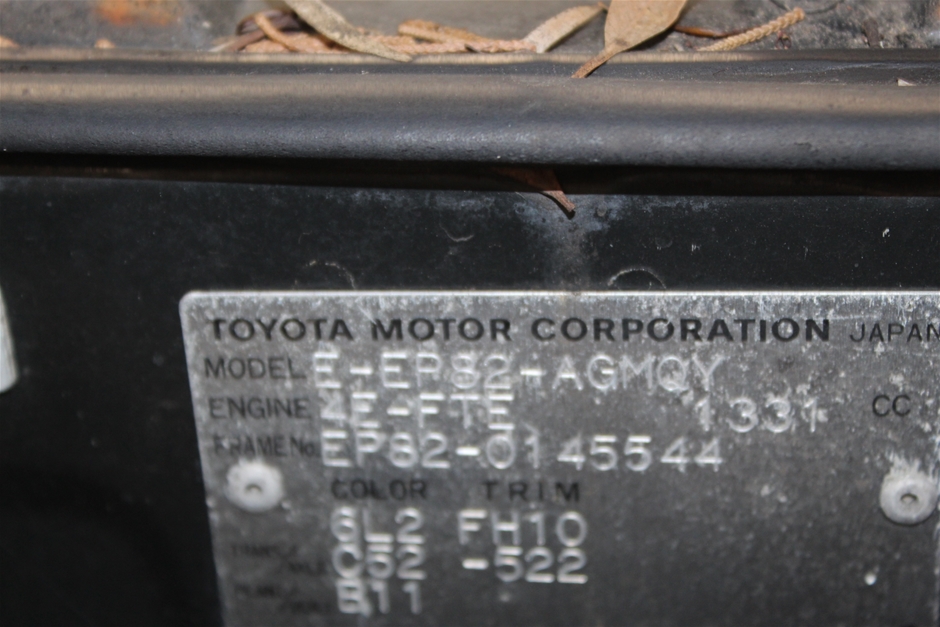 TOYOTA MOTOR CORPORATION JAPAN
MODEL E-EP82-AGMQY
ENGINE 4E-FTE 1331 CC
FRAME No. EP82-0145544
COLOR TRIM
6L2 FH10
C52 -522
B11